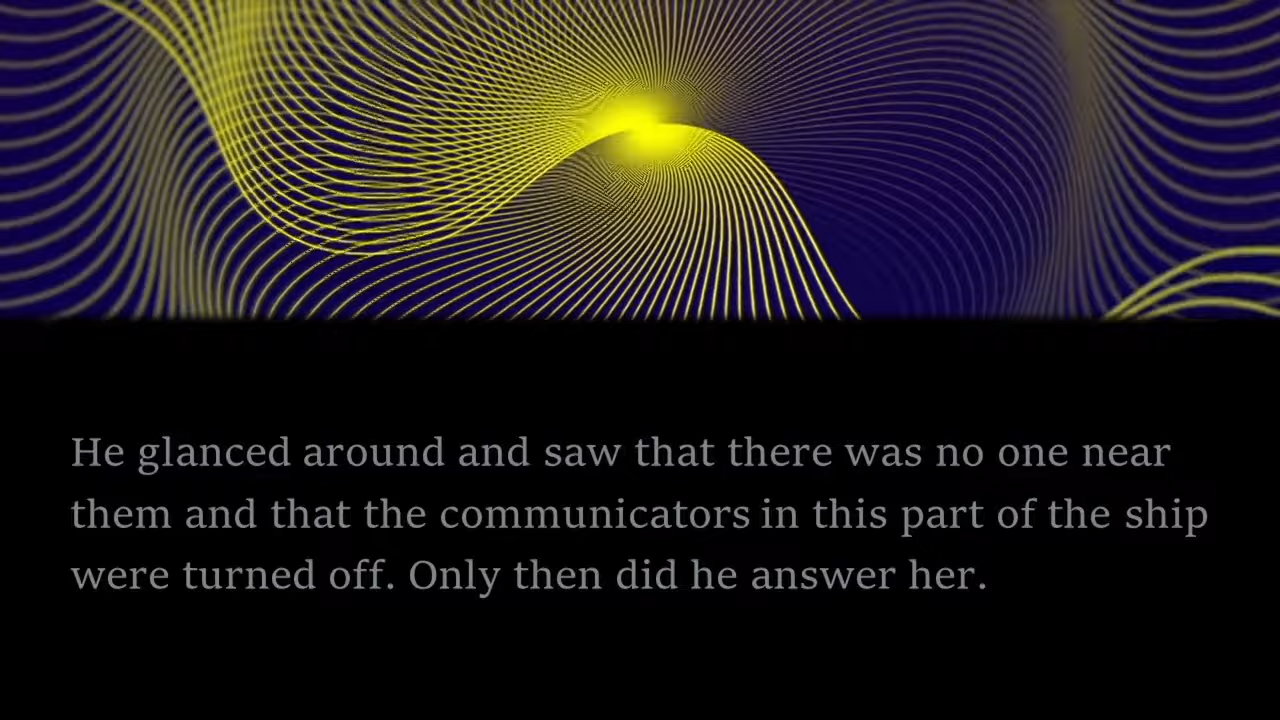 He glanced around and saw that there was no one near
them and that the communicators in this part of the ship
were turned off. Only then did he answer her.